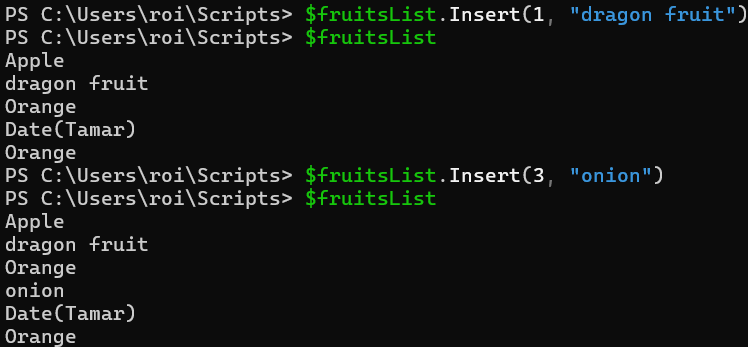 PS C:\Users\roi\Scripts> $fruitsList.Insert(1, "dragon fruit")
PS C:\Users\roi\Scripts> $fruitsList
Apple
dragon fruit
Orange
Date(Tamar)
Orange
PS C:\Users\roi\Scripts> $fruitsList.Insert(3, "onion")
PS C:\Users\roi\Scripts> $fruitsList
Apple
dragon fruit
Orange
onion
Date(Tamar)
Orange